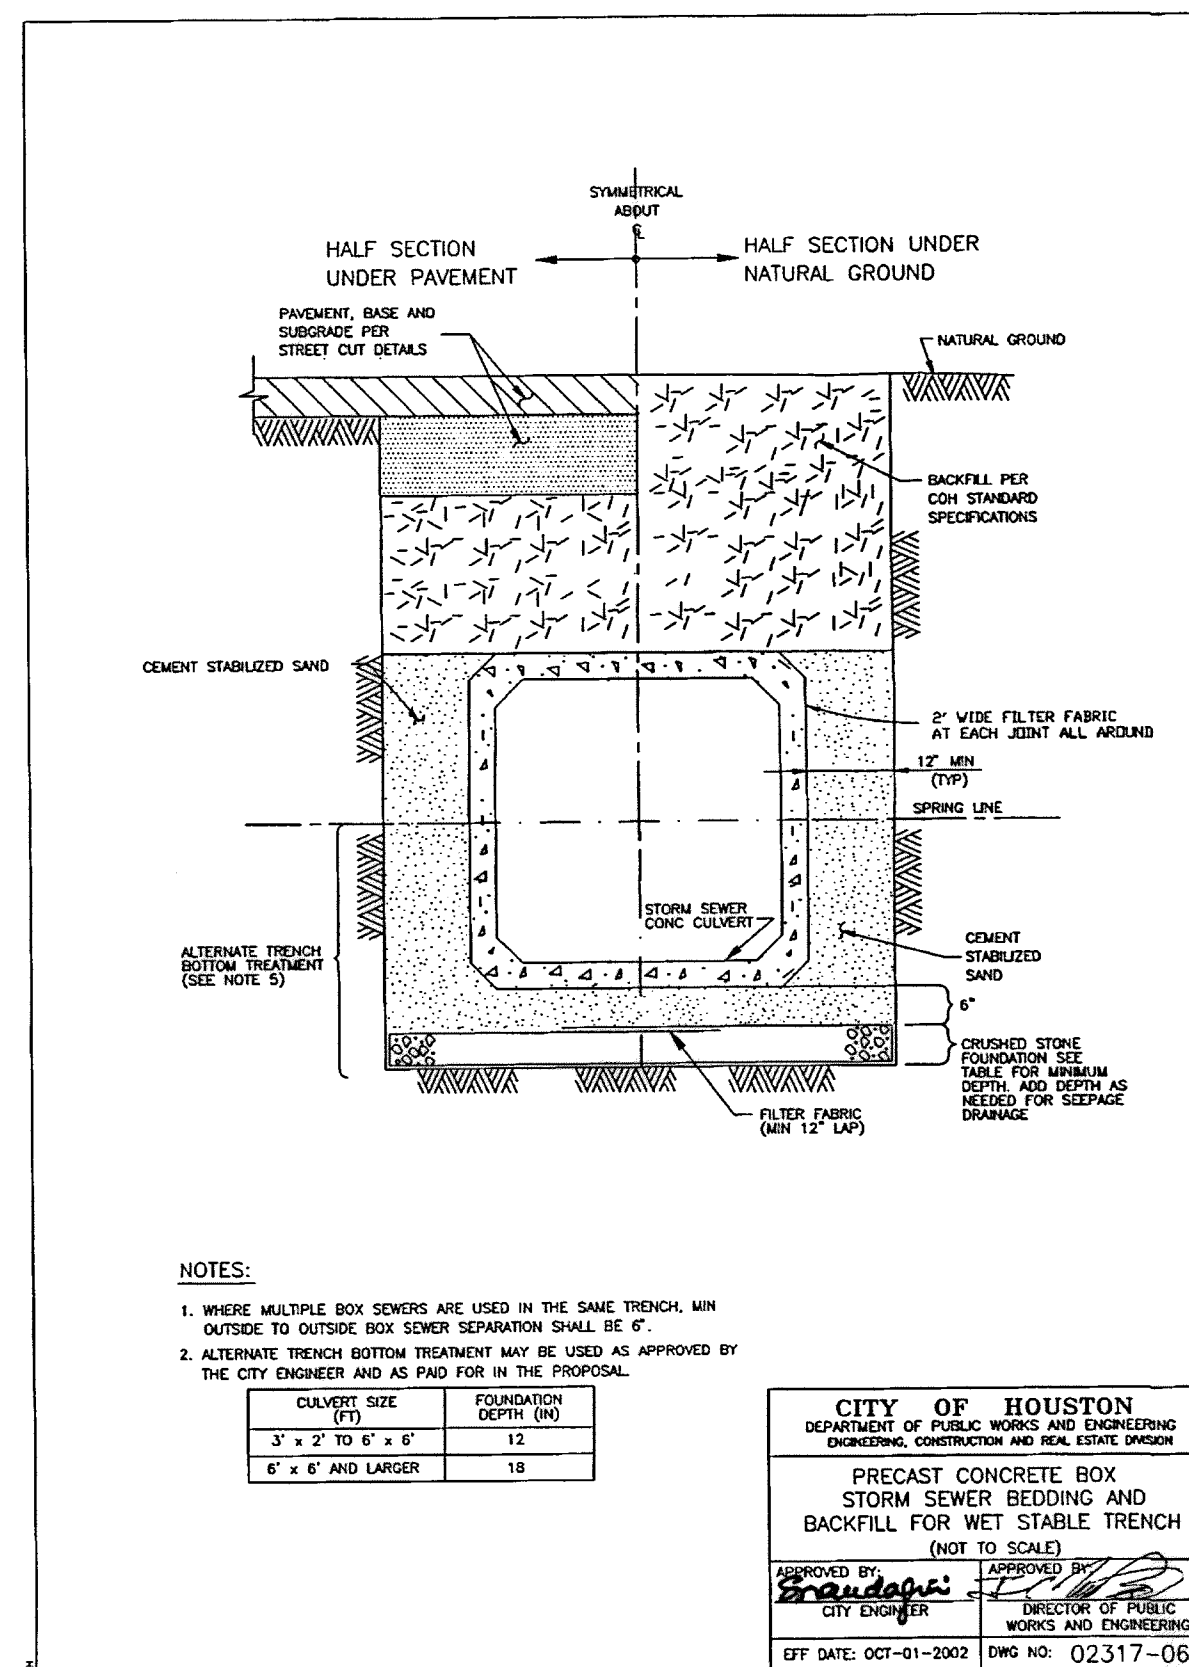 SYMMETRICAL
ABOUT
℄
HALF SECTION
UNDER PAVEMENT
HALF SECTION UNDER
NATURAL GROUND
PAVEMENT, BASE AND
SUBGRADE PER
STREET CUT DETAILS
NATURAL GROUND
BACKFILL PER
COH STANDARD
SPECIFICATIONS
CEMENT STABILIZED SAND
2' WIDE FILTER FABRIC
AT EACH JOINT ALL AROUND
12" MIN
(TYP)
SPRING LINE
STORM SEWER
CONC CULVERT
ALTERNATE TRENCH
BOTTOM TREATMENT
(SEE NOTE 5)
CEMENT
STABILIZED
SAND
6"
CRUSHED STONE
FOUNDATION SEE
TABLE FOR MINIMUM
DEPTH. ADD DEPTH AS
NEEDED FOR SEEPAGE
DRAINAGE
FILTER FABRIC
(MIN 12" LAP)
NOTES:
1. WHERE MULTIPLE BOX SEWERS ARE USED IN THE SAME TRENCH, MIN
OUTSIDE TO OUTSIDE BOX SEWER SEPARATION SHALL BE 6".
2. ALTERNATE TRENCH BOTTOM TREATMENT MAY BE USED AS APPROVED BY
THE CITY ENGINEER AND AS PAID FOR IN THE PROPOSAL
CULVERT SIZE (FT) FOUNDATION DEPTH (IN)
3' x 2' TO 6' x 6' 12
6' x 6' AND LARGER 18
CITY OF HOUSTON
DEPARTMENT OF PUBLIC WORKS AND ENGINEERING
ENGINEERING, CONSTRUCTION AND REAL ESTATE DIVISION
PRECAST CONCRETE BOX
STORM SEWER BEDDING AND
BACKFILL FOR WET STABLE TRENCH
(NOT TO SCALE)
APPROVED BY:
CITY ENGINEER
APPROVED BY:
DIRECTOR OF PUBLIC
WORKS AND ENGINEERING
EFF DATE: OCT-01-2002
DWG NO: 02317-06